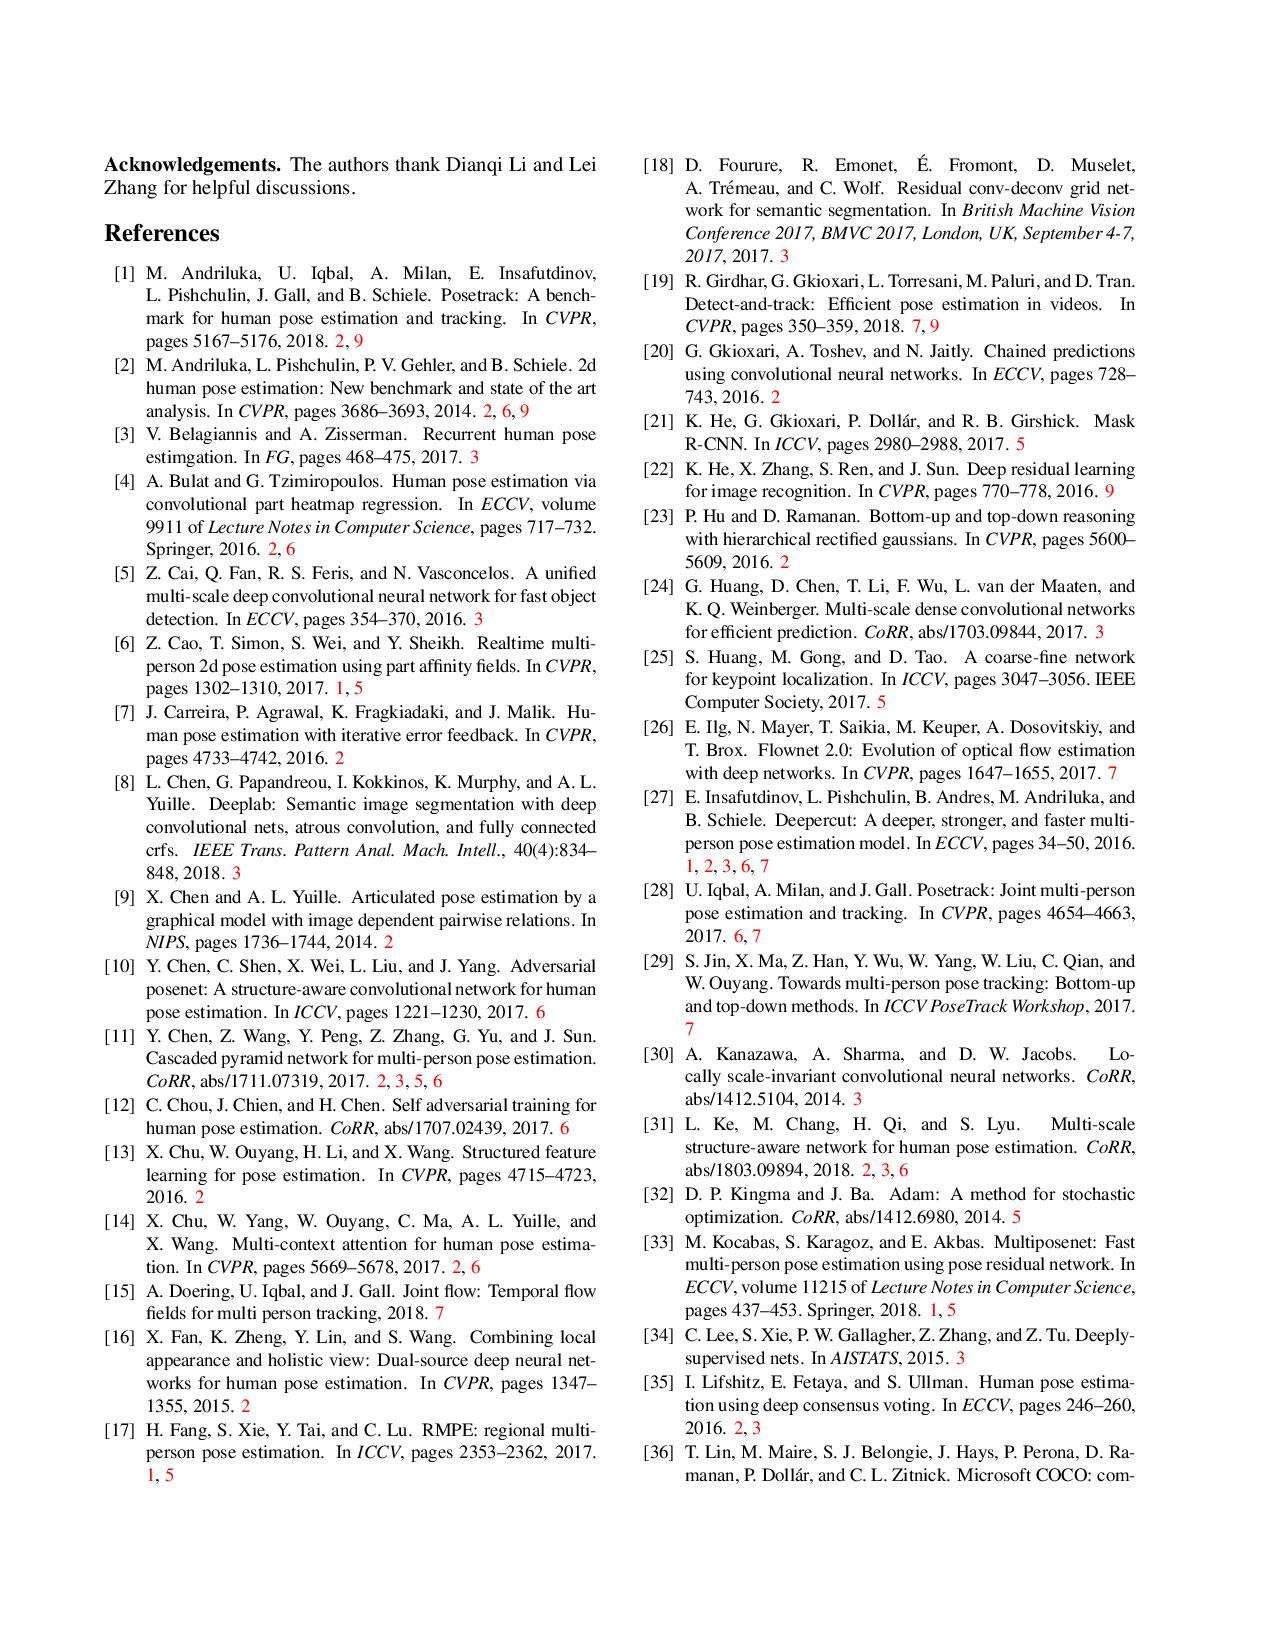 Acknowledgements. The authors thank Dianqi Li and Lei
Zhang for helpful discussions.
References
[1] M. Andriluka, U. Iqbal, A. Milan, E. Insafutdinov,
L. Pishchulin, J. Gall, and B. Schiele. Posetrack: A bench-
mark for human pose estimation and tracking. In CVPR,
pages 5167–5176, 2018. 2, 9
[2] M. Andriluka, L. Pishchulin, P. V. Gehler, and B. Schiele. 2d
human pose estimation: New benchmark and state of the art
analysis. In CVPR, pages 3686–3693, 2014. 2, 6, 9
[3] V. Belagiannis and A. Zisserman. Recurrent human pose
estimgation. In FG, pages 468–475, 2017. 3
[4] A. Bulat and G. Tzimiropoulos. Human pose estimation via
convolutional part heatmap regression. In ECCV, volume
9911 of Lecture Notes in Computer Science, pages 717–732.
Springer, 2016. 2, 6
[5] Z. Cai, Q. Fan, R. S. Feris, and N. Vasconcelos. A unified
multi-scale deep convolutional neural network for fast object
detection. In ECCV, pages 354–370, 2016. 3
[6] Z. Cao, T. Simon, S. Wei, and Y. Sheikh. Realtime multi-
person 2d pose estimation using part affinity fields. In CVPR,
pages 1302–1310, 2017. 1, 5
[7] J. Carreira, P. Agrawal, K. Fragkiadaki, and J. Malik. Hu-
man pose estimation with iterative error feedback. In CVPR,
pages 4733–4742, 2016. 2
[8] L. Chen, G. Papandreou, I. Kokkinos, K. Murphy, and A. L.
Yuille. Deeplab: Semantic image segmentation with deep
convolutional nets, atrous convolution, and fully connected
crfs. IEEE Trans. Pattern Anal. Mach. Intell., 40(4):834–
848, 2018. 3
[9] X. Chen and A. L. Yuille. Articulated pose estimation by a
graphical model with image dependent pairwise relations. In
NIPS, pages 1736–1744, 2014. 2
[10] Y. Chen, C. Shen, X. Wei, L. Liu, and J. Yang. Adversarial
posenet: A structure-aware convolutional network for human
pose estimation. In ICCV, pages 1221–1230, 2017. 6
[11] Y. Chen, Z. Wang, Y. Peng, Z. Zhang, G. Yu, and J. Sun.
Cascaded pyramid network for multi-person pose estimation.
CoRR, abs/1711.07319, 2017. 2, 3, 5, 6
[12] C. Chou, J. Chien, and H. Chen. Self adversarial training for
human pose estimation. CoRR, abs/1707.02439, 2017. 6
[13] X. Chu, W. Ouyang, H. Li, and X. Wang. Structured feature
learning for pose estimation. In CVPR, pages 4715–4723,
2016. 2
[14] X. Chu, W. Yang, W. Ouyang, C. Ma, A. L. Yuille, and
X. Wang. Multi-context attention for human pose estima-
tion. In CVPR, pages 5669–5678, 2017. 2, 6
[15] A. Doering, U. Iqbal, and J. Gall. Joint flow: Temporal flow
fields for multi person tracking, 2018. 7
[16] X. Fan, K. Zheng, Y. Lin, and S. Wang. Combining local
appearance and holistic view: Dual-source deep neural net-
works for human pose estimation. In CVPR, pages 1347–
1355, 2015. 2
[17] H. Fang, S. Xie, Y. Tai, and C. Lu. RMPE: regional multi-
person pose estimation. In ICCV, pages 2353–2362, 2017.
1, 5
[18] D. Fourure, R. Emonet, É. Fromont, D. Muselet,
A. Trémeau, and C. Wolf. Residual conv-deconv grid net-
work for semantic segmentation. In British Machine Vision
Conference 2017, BMVC 2017, London, UK, September 4-7,
2017, 2017. 3
[19] R. Girdhar, G. Gkioxari, L. Torresani, M. Paluri, and D. Tran.
Detect-and-track: Efficient pose estimation in videos. In
CVPR, pages 350–359, 2018. 7, 9
[20] G. Gkioxari, A. Toshev, and N. Jaitly. Chained predictions
using convolutional neural networks. In ECCV, pages 728–
743, 2016. 2
[21] K. He, G. Gkioxari, P. Dollár, and R. B. Girshick. Mask
R-CNN. In ICCV, pages 2980–2988, 2017. 5
[22] K. He, X. Zhang, S. Ren, and J. Sun. Deep residual learning
for image recognition. In CVPR, pages 770–778, 2016. 9
[23] P. Hu and D. Ramanan. Bottom-up and top-down reasoning
with hierarchical rectified gaussians. In CVPR, pages 5600–
5609, 2016. 2
[24] G. Huang, D. Chen, T. Li, F. Wu, L. van der Maaten, and
K. Q. Weinberger. Multi-scale dense convolutional networks
for efficient prediction. CoRR, abs/1703.09844, 2017. 3
[25] S. Huang, M. Gong, and D. Tao. A coarse-fine network
for keypoint localization. In ICCV, pages 3047–3056. IEEE
Computer Society, 2017. 5
[26] E. Ilg, N. Mayer, T. Saikia, M. Keuper, A. Dosovitskiy, and
T. Brox. Flownet 2.0: Evolution of optical flow estimation
with deep networks. In CVPR, pages 1647–1655, 2017. 7
[27] E. Insafutdinov, L. Pishchulin, B. Andres, M. Andriluka, and
B. Schiele. Deepercut: A deeper, stronger, and faster multi-
person pose estimation model. In ECCV, pages 34–50, 2016.
1, 2, 3, 6, 7
[28] U. Iqbal, A. Milan, and J. Gall. Posetrack: Joint multi-person
pose estimation and tracking. In CVPR, pages 4654–4663,
2017. 6, 7
[29] S. Jin, X. Ma, Z. Han, Y. Wu, W. Yang, W. Liu, C. Qian, and
W. Ouyang. Towards multi-person pose tracking: Bottom-up
and top-down methods. In ICCV PoseTrack Workshop, 2017.
7
[30] A. Kanazawa, A. Sharma, and D. W. Jacobs. Lo-
cally scale-invariant convolutional neural networks. CoRR,
abs/1412.5104, 2014. 3
[31] L. Ke, M. Chang, H. Qi, and S. Lyu. Multi-scale
structure-aware network for human pose estimation. CoRR,
abs/1803.09894, 2018. 2, 3, 6
[32] D. P. Kingma and J. Ba. Adam: A method for stochastic
optimization. CoRR, abs/1412.6980, 2014. 5
[33] M. Kocabas, S. Karagoz, and E. Akbas. Multiposenet: Fast
multi-person pose estimation using pose residual network. In
ECCV, volume 11215 of Lecture Notes in Computer Science,
pages 437–453. Springer, 2018. 1, 5
[34] C. Lee, S. Xie, P. W. Gallagher, Z. Zhang, and Z. Tu. Deeply-
supervised nets. In AISTATS, 2015. 3
[35] I. Lifshitz, E. Fetaya, and S. Ullman. Human pose estima-
tion using deep consensus voting. In ECCV, pages 246–260,
2016. 2, 3
[36] T. Lin, M. Maire, S. J. Belongie, J. Hays, P. Perona, D. Ra-
manan, P. Dollár, and C. L. Zitnick. Microsoft COCO: com-